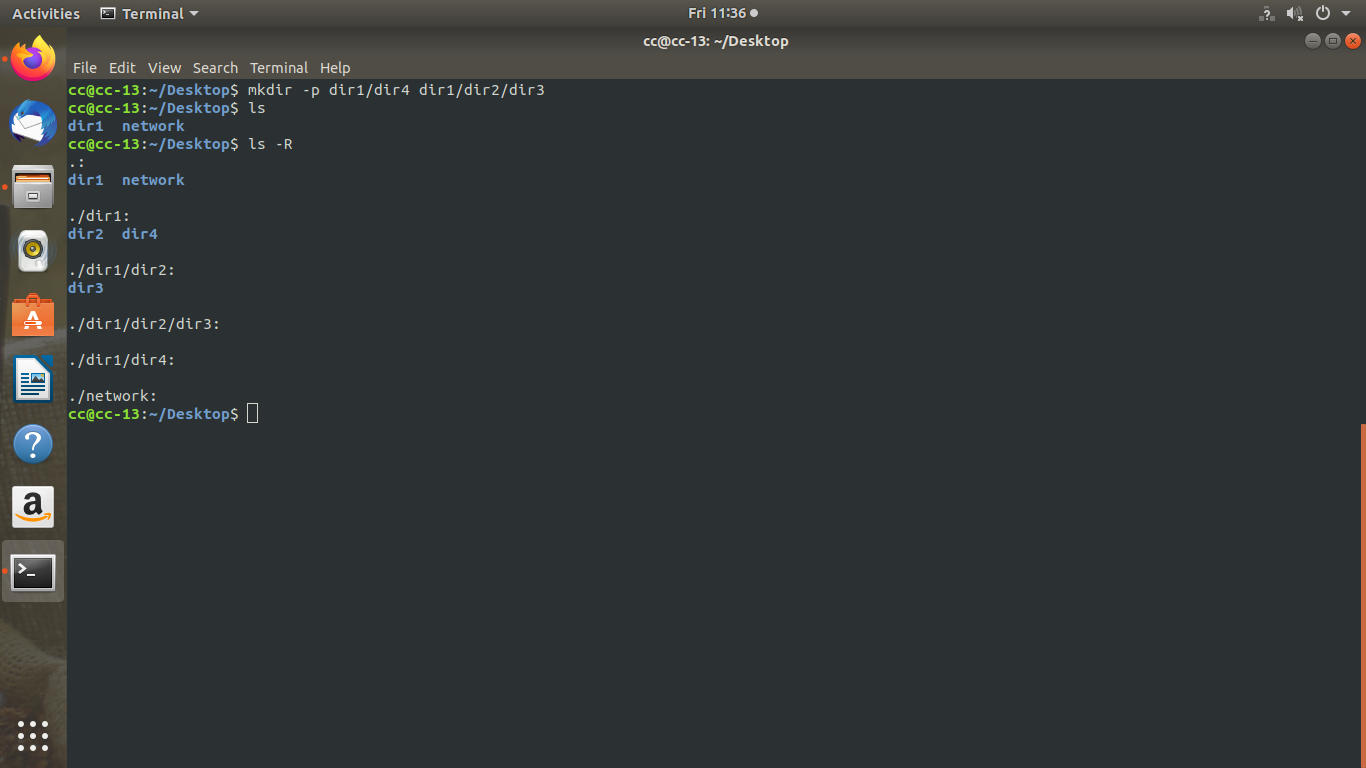 Activities Terminal Fri 11:36
cc@cc-13: ~/Desktop
File Edit View Search Terminal Help
cc@cc-13:~/Desktop$ mkdir -p dir1/dir4 dir1/dir2/dir3
cc@cc-13:~/Desktop$ ls
dir1  network
cc@cc-13:~/Desktop$ ls -R
.:
dir1  network
./dir1:
dir2  dir4
./dir1/dir2:
dir3
./dir1/dir2/dir3:
./dir1/dir4:
./network:
cc@cc-13:~/Desktop$